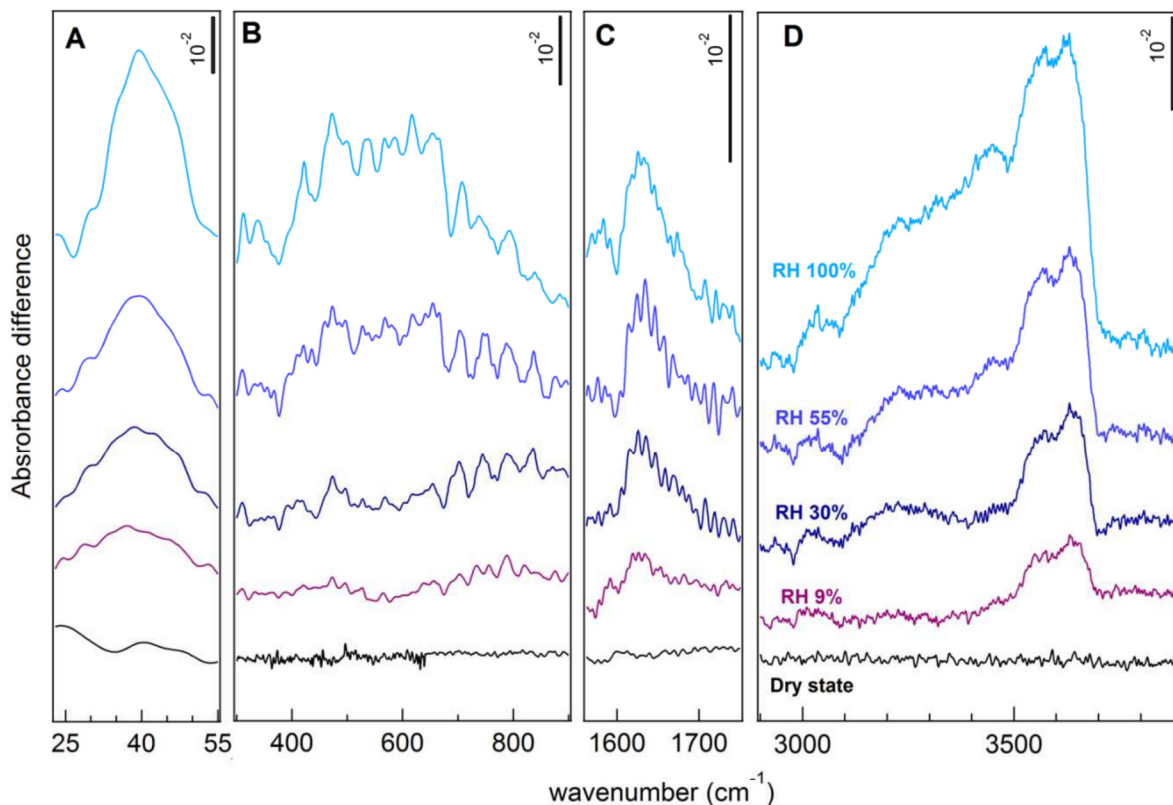 A
10⁻²
B
10⁻²
C
10⁻²
D
10⁻²
Absrorbance difference
RH 100%
RH 55%
RH 30%
RH 9%
Dry state
25 40 55
400 600 800
1600 1700
3000 3500
wavenumber (cm⁻¹)